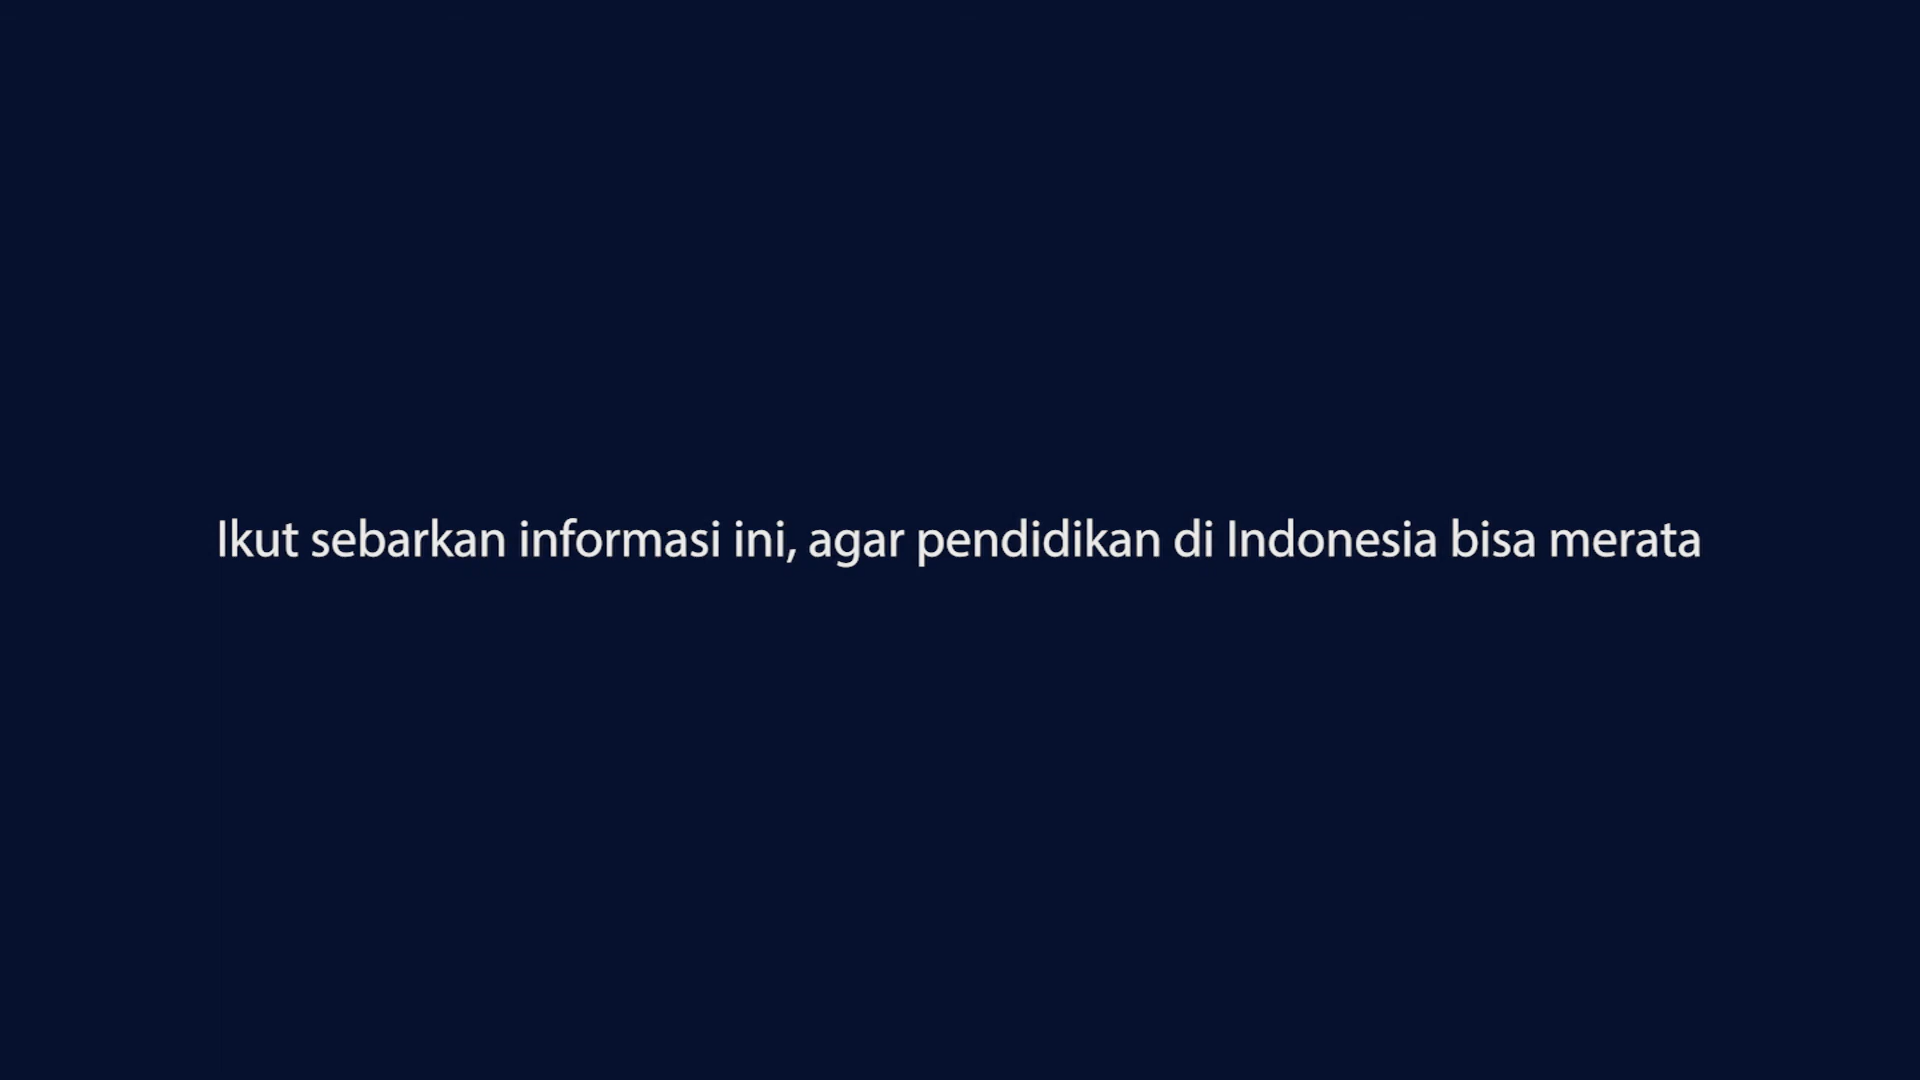 Ikut sebarkan informasi ini, agar pendidikan di Indonesia bisa merata